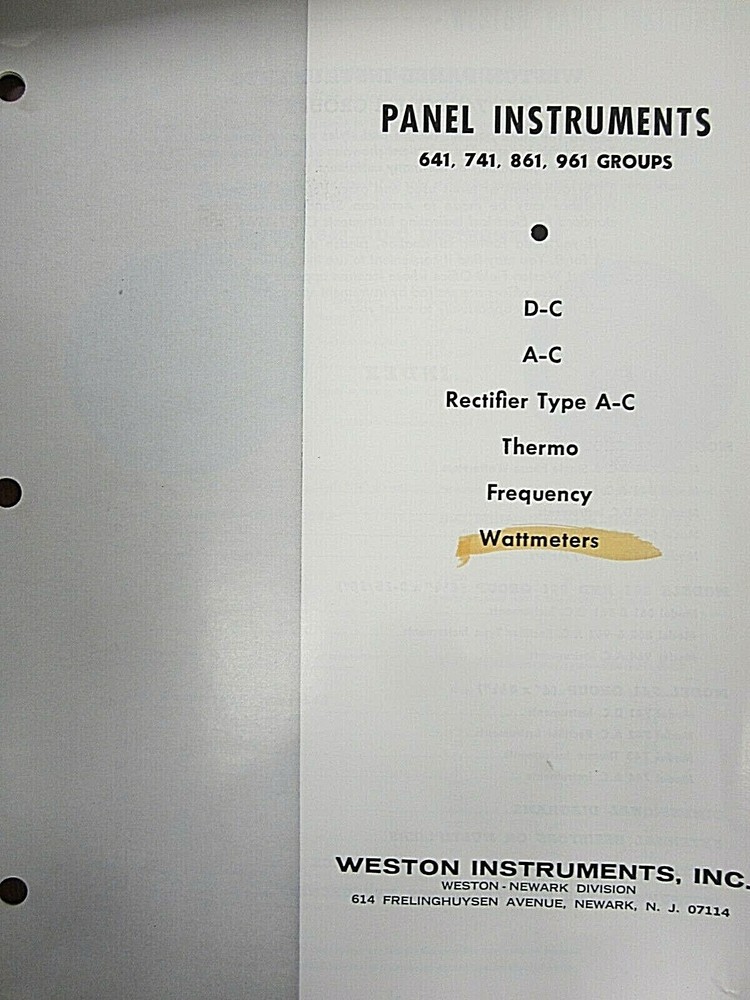 PANEL INSTRUMENTS
641, 741, 861, 961 GROUPS
D-C
A-C
Rectifier Type A-C
Thermo
Frequency
Wattmeters
WESTON INSTRUMENTS, INC.
WESTON - NEWARK DIVISION
614 FRELINGHUYSEN AVENUE, NEWARK, N. J. 07114